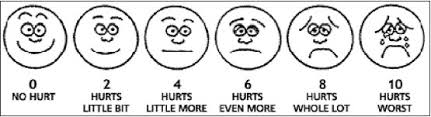 0 2 4 6 8 10
NO HURT HURTS HURTS HURTS HURTS HURTS
LITTLE BIT LITTLE MORE EVEN MORE WHOLE LOT WORST